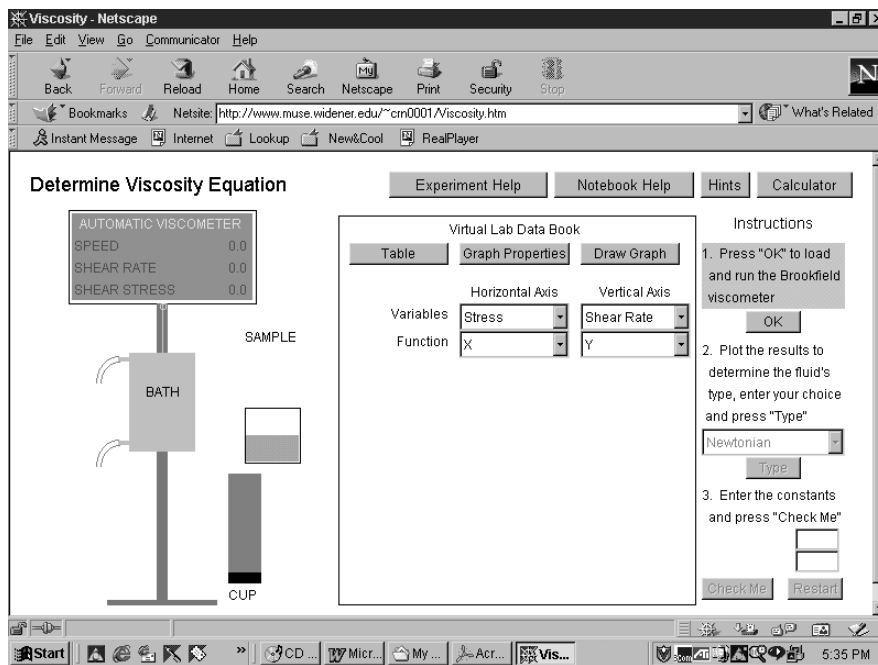 Viscosity - Netscape
File Edit View Go Communicator Help
Back Forward Reload Home Search Netscape Print Security Stop
My
N
Bookmarks Netsite: http://www.muse.widener.edu/~crn0001/Viscosity.htm What's Related
Instant Message Internet Lookup New&Cool RealPlayer
Determine Viscosity Equation
Experiment Help Notebook Help Hints Calculator
AUTOMATIC VISCOMETER
SPEED 0.0
SHEAR RATE 0.0
SHEAR STRESS 0.0
SAMPLE
BATH
CUP
Virtual Lab Data Book
Table Graph Properties Draw Graph
Horizontal Axis Vertical Axis
Variables Stress Shear Rate
Function X Y
Instructions
1. Press "OK" to load
and run the Brookfield
viscometer
OK
2. Plot the results to
determine the fluid's
type, enter your choice
and press "Type"
Newtonian
Type
3. Enter the constants
and press "Check Me"
Check Me Restart
Start » CD ... Micr... My ... Acr... Vis... 5:35 PM